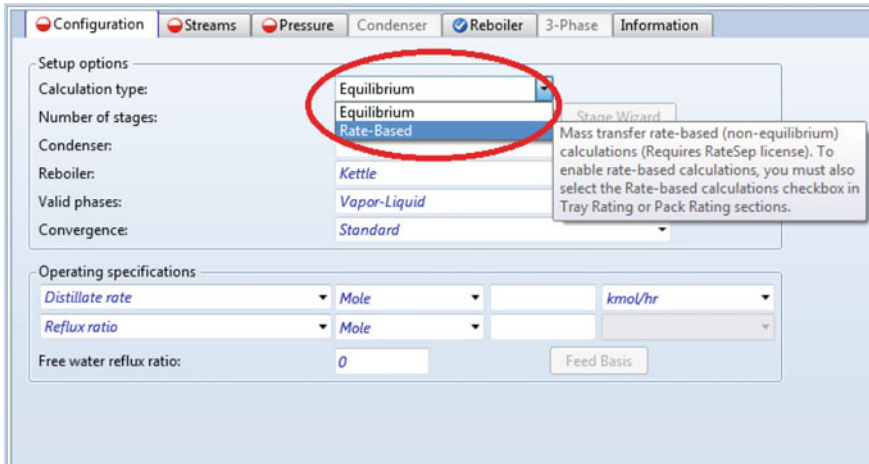 Configuration Streams Pressure Condenser Reboiler 3-Phase Information
Setup options
Calculation type: Equilibrium
Equilibrium
Number of stages: Stage Wizard
Rate-Based
Condenser:
Mass transfer rate-based (non-equilibrium)
calculations (Requires RateSep license). To
enable rate-based calculations, you must also
select the Rate-based calculations checkbox in
Tray Rating or Pack Rating sections.
Reboiler: Kettle
Valid phases: Vapor-Liquid
Convergence: Standard
Operating specifications
Distillate rate Mole kmol/hr
Reflux ratio Mole
Free water reflux ratio: 0 Feed Basis